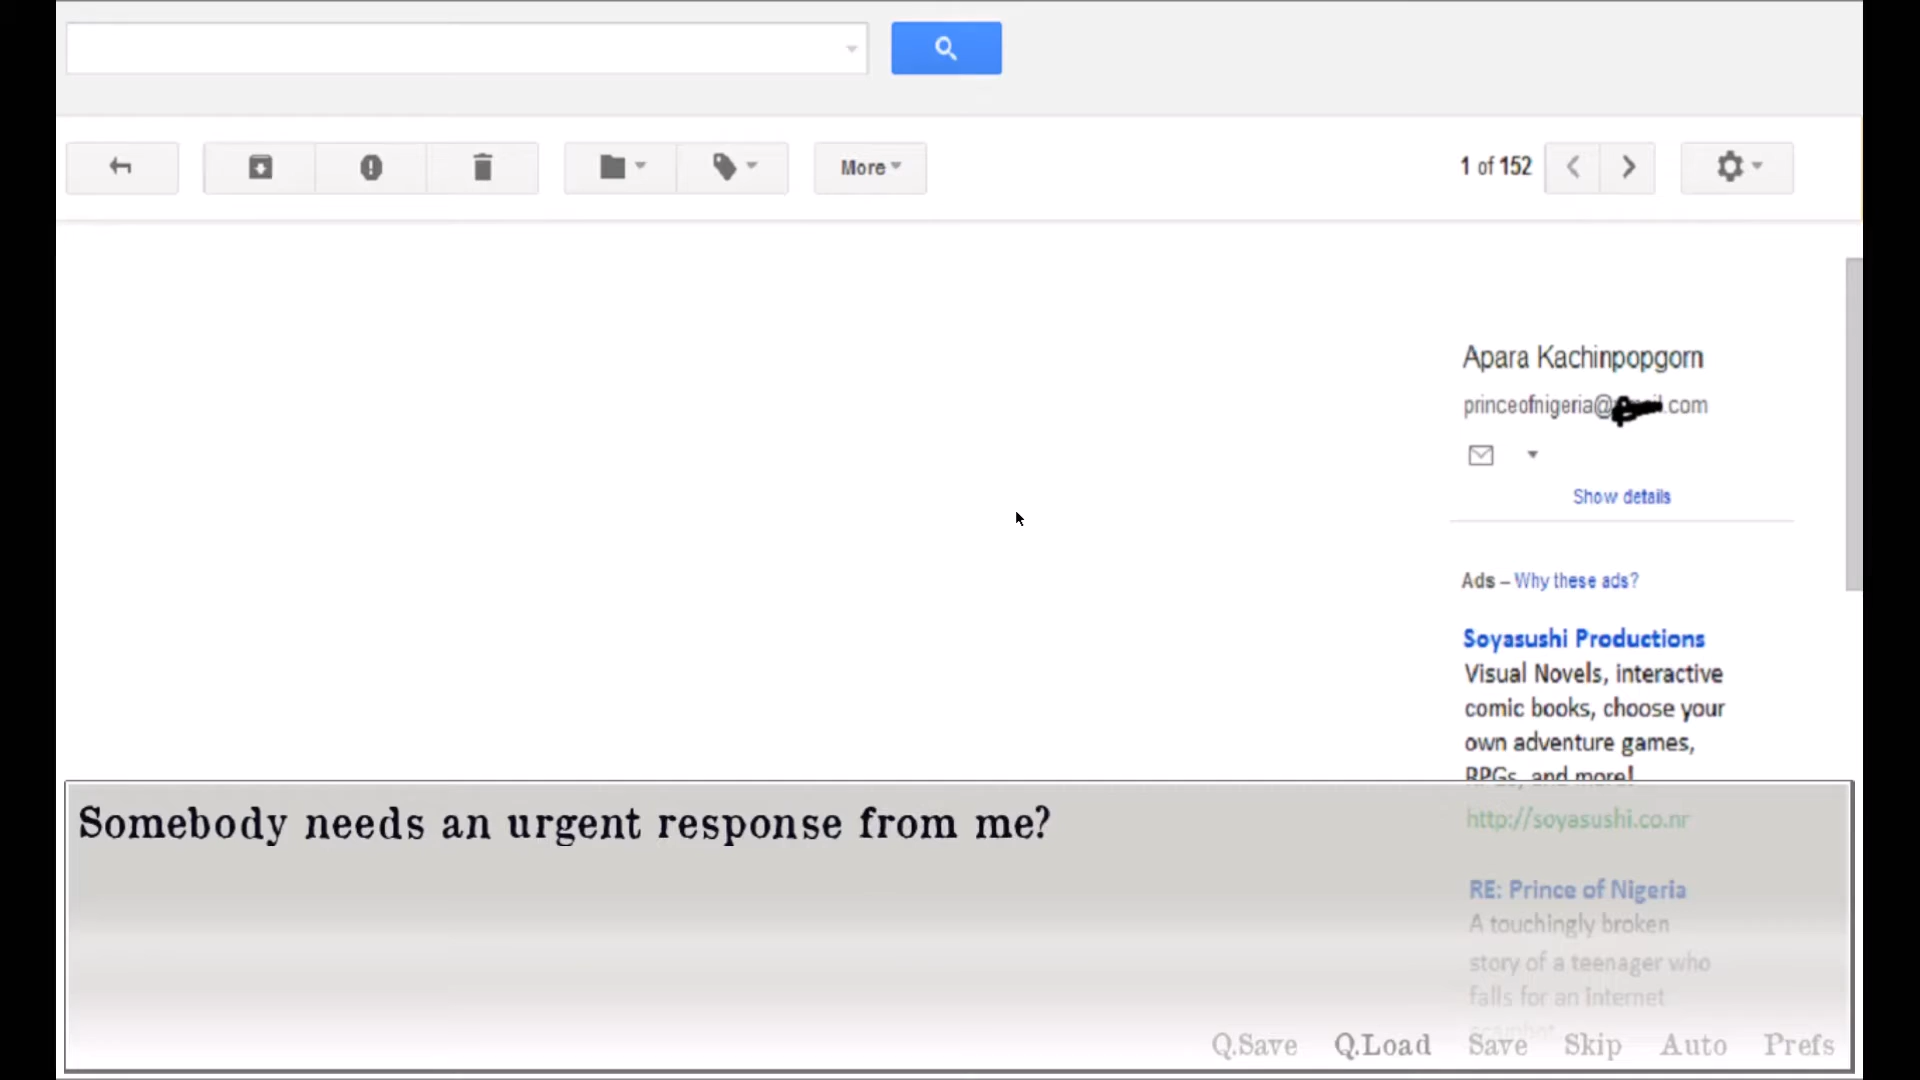 More
1 of 152
Apara Kachinpopgorn
princeofnigeria@ .com
Show details
Ads – Why these ads?
Soyasushi Productions
Visual Novels, interactive
comic books, choose your
own adventure games,
RPGs, and more!
http://soyasushi.co.nr
RE: Prince of Nigeria
A touchingly broken
story of a teenager who
falls for an internet
Somebody needs an urgent response from me?
Q.Save Q.Load Save Skip Auto Prefs